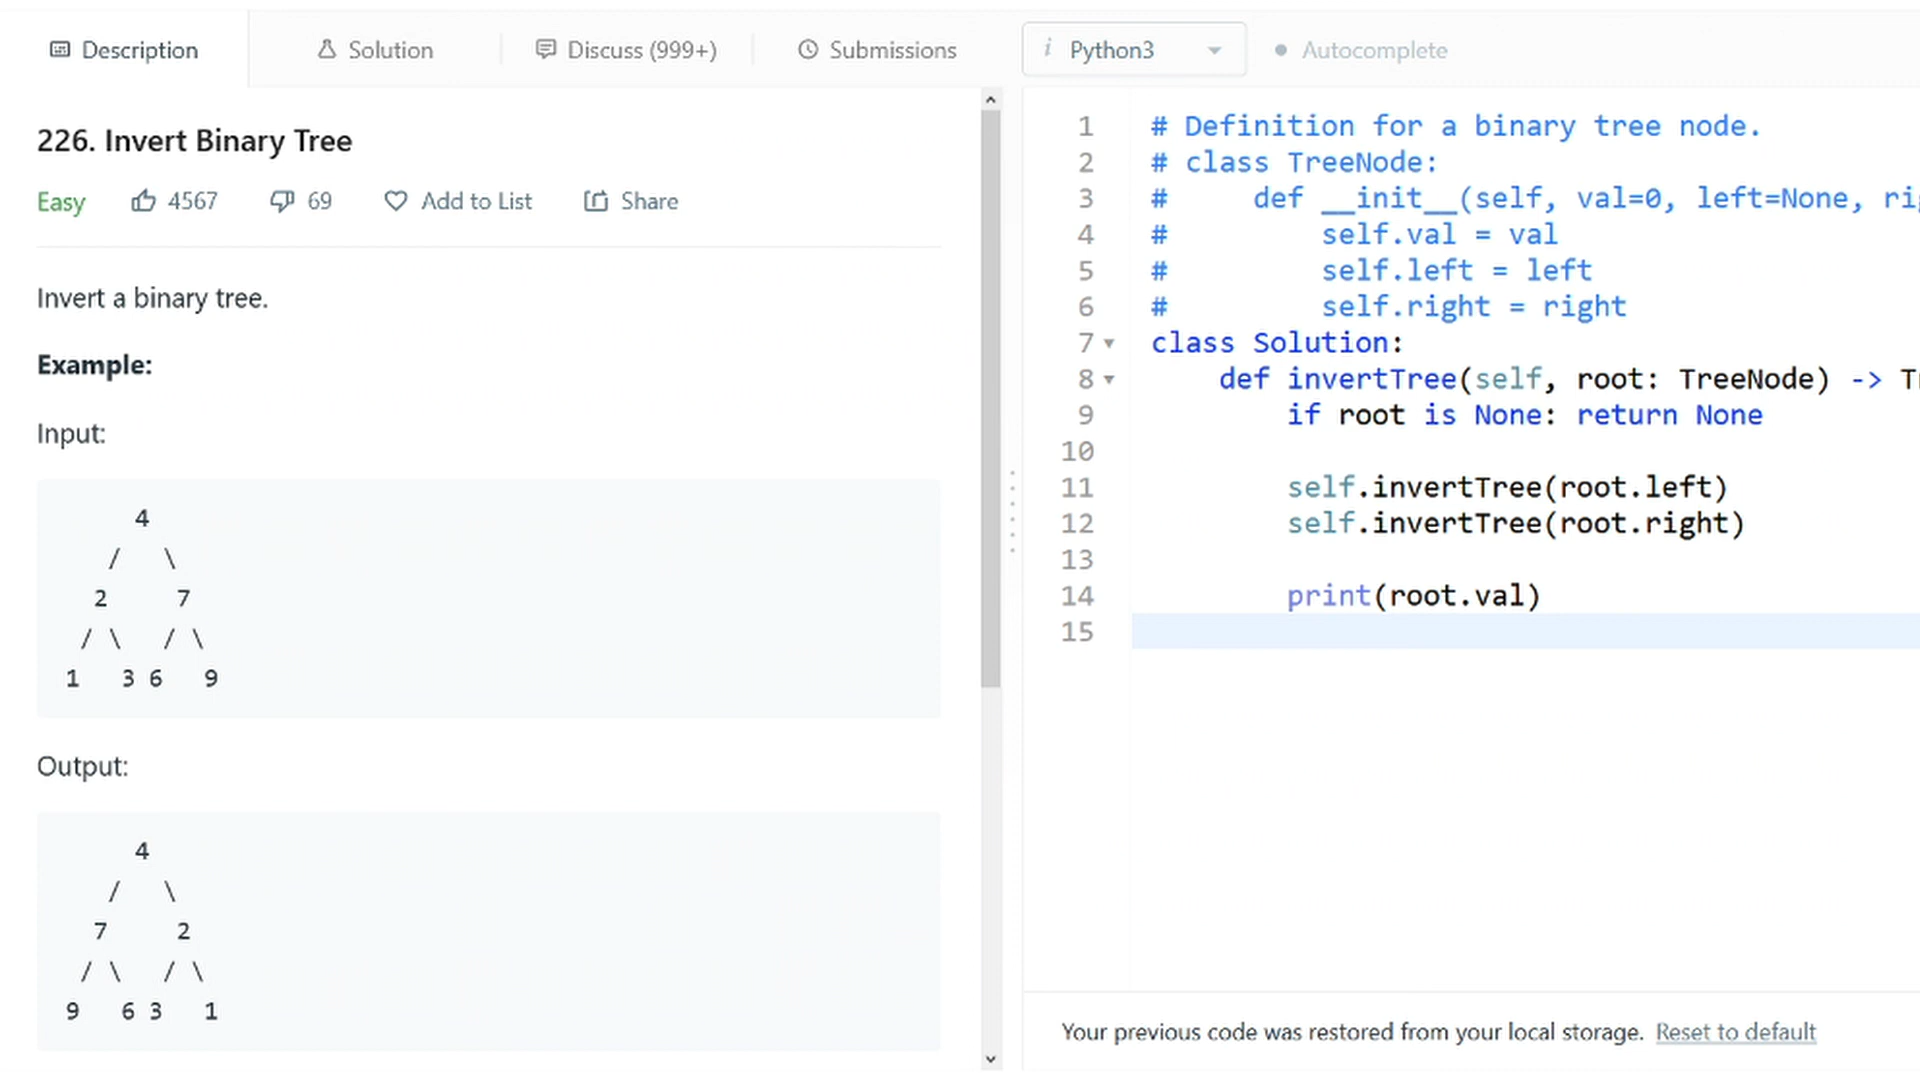 Description
Solution
Discuss (999+)
Submissions
i Python3
Autocomplete
226. Invert Binary Tree
Easy 4567 69 Add to List Share
Invert a binary tree.
Example:
Input:
4
/ \
2 7
/ \ / \
1 3 6 9
Output:
4
/ \
7 2
/ \ / \
9 6 3 1
1 # Definition for a binary tree node.
2 # class TreeNode:
3 # def __init__(self, val=0, left=None, rig
4 # self.val = val
5 # self.left = left
6 # self.right = right
7 class Solution:
8 def invertTree(self, root: TreeNode) -> T
9 if root is None: return None
10
11 self.invertTree(root.left)
12 self.invertTree(root.right)
13
14 print(root.val)
15
Your previous code was restored from your local storage. Reset to default